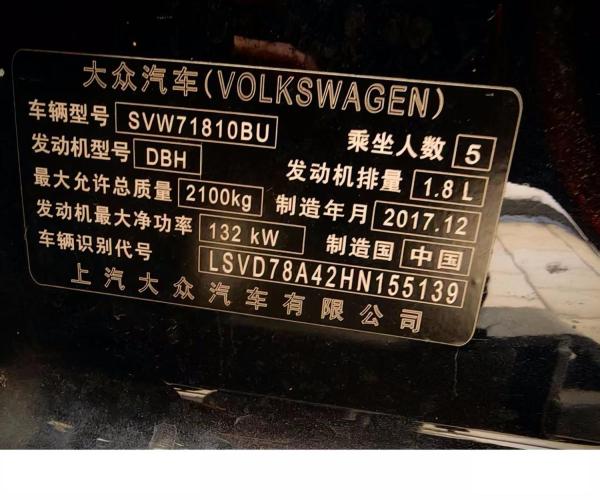 大众汽车(VOLKSWAGEN)
车辆型号 SVW71810BU 乘坐人数 5
发动机型号 DBH 发动机排量 1.8 L
最大允许总质量 2100kg 制造年月 2017.12
发动机最大净功率 132 kW 制造国 中国
车辆识别代号 LSVD78A42HN155139
上汽大众汽车有限公司